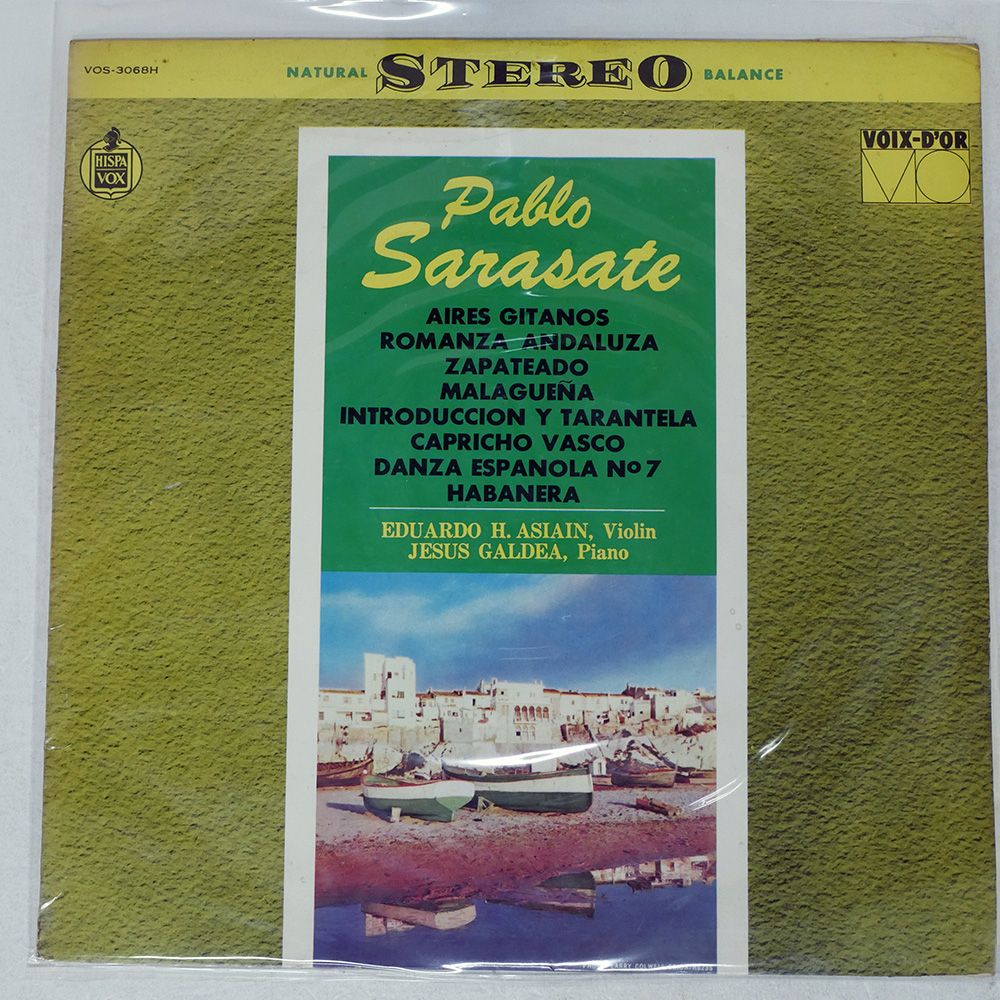 VOS-3068H
NATURAL STEREO BALANCE
HISPA
VOX
VOIX-D'OR
VO
Pablo
Sarasate
AIRES GITANOS
ROMANZA ANDALUZA
ZAPATEADO
MALAGUEÑA
INTRODUCCION Y TARANTELA
CAPRICHO VASCO
DANZA ESPANOLA Nº 7
HABANERA
EDUARDO H. ASIAIN, Violin
JESUS GALDEA, Piano